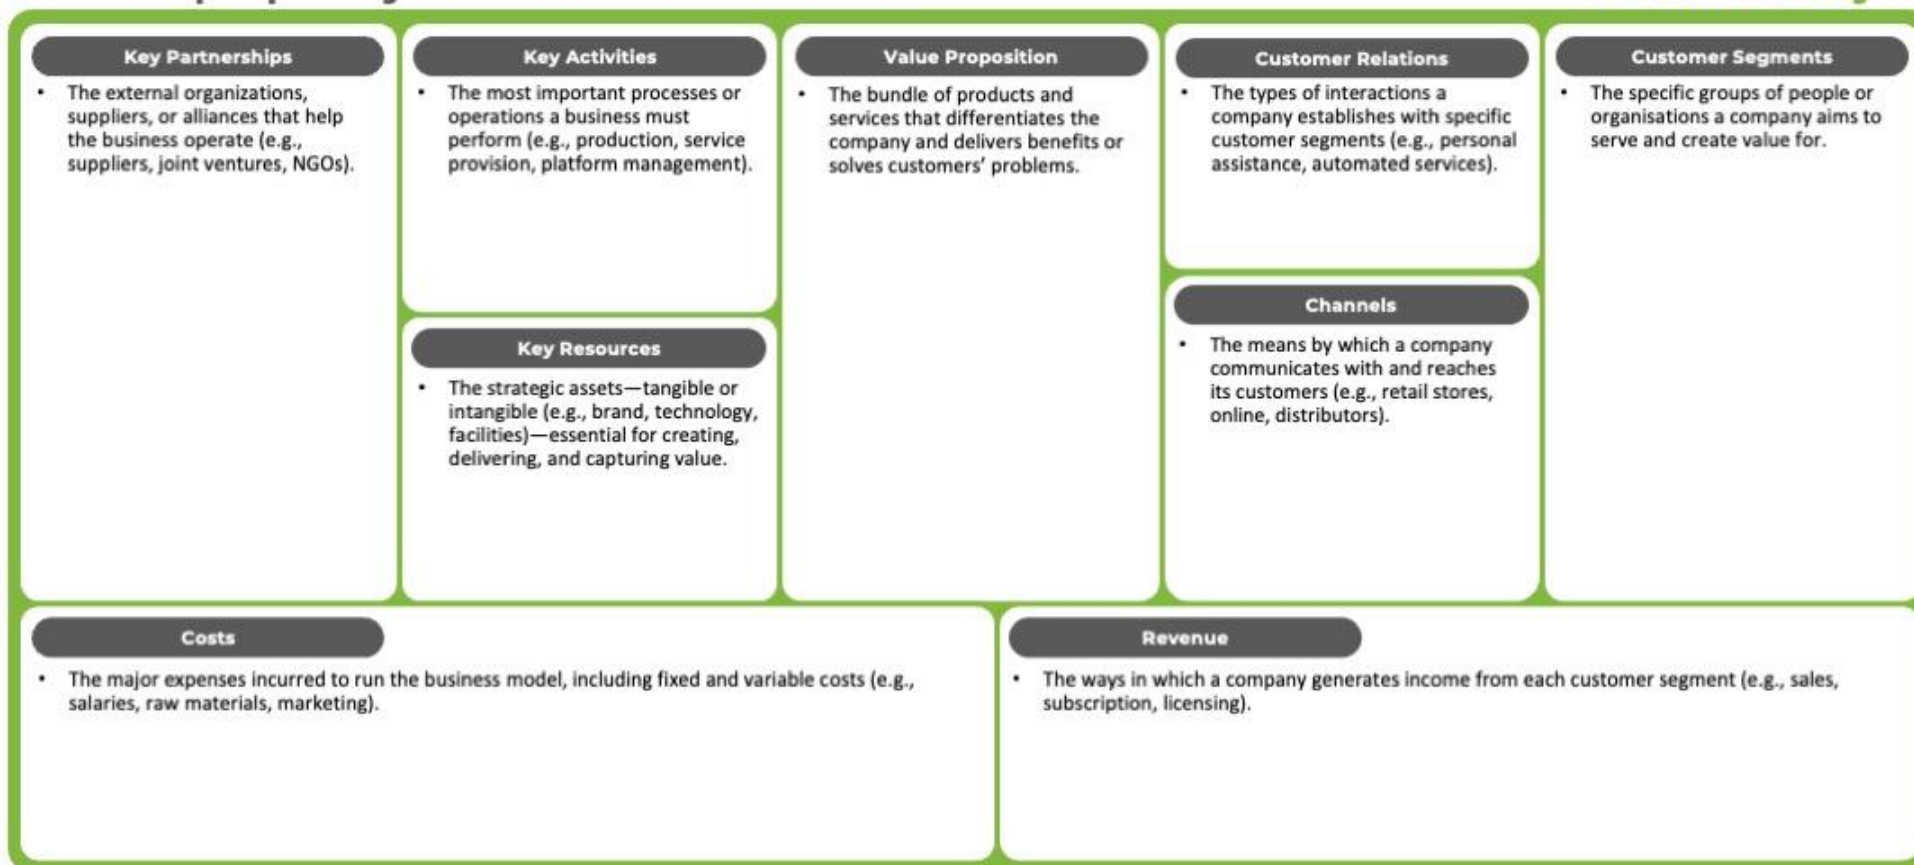 Key Partnerships
• The external organizations,
suppliers, or alliances that help
the business operate (e.g.,
suppliers, joint ventures, NGOs).
Key Activities
• The most important processes or
operations a business must
perform (e.g., production, service
provision, platform management).
Key Resources
• The strategic assets—tangible or
intangible (e.g., brand, technology,
facilities)—essential for creating,
delivering, and capturing value.
Value Proposition
• The bundle of products and
services that differentiates the
company and delivers benefits or
solves customers’ problems.
Customer Relations
• The types of interactions a
company establishes with specific
customer segments (e.g., personal
assistance, automated services).
Channels
• The means by which a company
communicates with and reaches
its customers (e.g., retail stores,
online, distributors).
Customer Segments
• The specific groups of people or
organisations a company aims to
serve and create value for.
Costs
• The major expenses incurred to run the business model, including fixed and variable costs (e.g.,
salaries, raw materials, marketing).
Revenue
• The ways in which a company generates income from each customer segment (e.g., sales,
subscription, licensing).